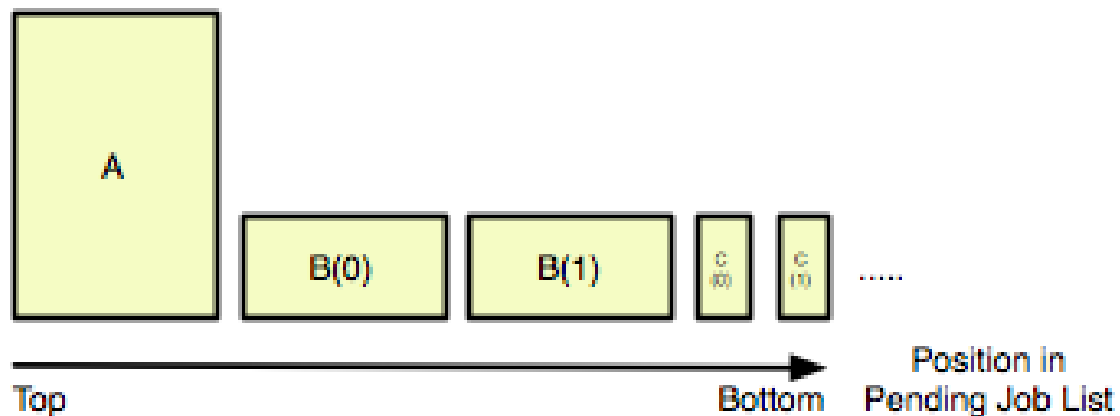 A
B(0)
B(1)
C
(0)
C
(1)
.....
Top
Bottom
Position in
Pending Job List